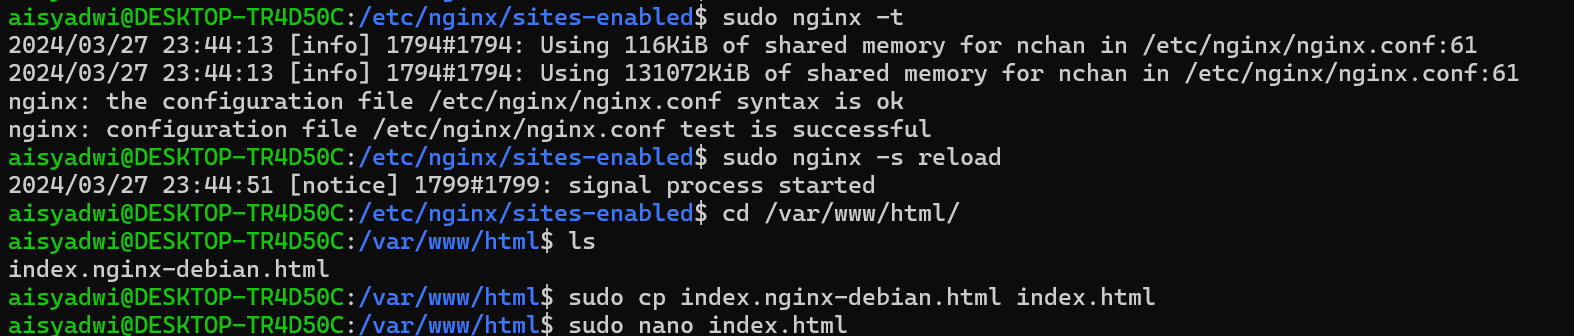 aisyadwi@DESKTOP-TR4D50C:/etc/nginx/sites-enabled$ sudo nginx -t
2024/03/27 23:44:13 [info] 1794#1794: Using 116KiB of shared memory for nchan in /etc/nginx/nginx.conf:61
2024/03/27 23:44:13 [info] 1794#1794: Using 131072KiB of shared memory for nchan in /etc/nginx/nginx.conf:61
nginx: the configuration file /etc/nginx/nginx.conf syntax is ok
nginx: configuration file /etc/nginx/nginx.conf test is successful
aisyadwi@DESKTOP-TR4D50C:/etc/nginx/sites-enabled$ sudo nginx -s reload
2024/03/27 23:44:51 [notice] 1799#1799: signal process started
aisyadwi@DESKTOP-TR4D50C:/etc/nginx/sites-enabled$ cd /var/www/html/
aisyadwi@DESKTOP-TR4D50C:/var/www/html$ ls
index.nginx-debian.html
aisyadwi@DESKTOP-TR4D50C:/var/www/html$ sudo cp index.nginx-debian.html index.html
aisyadwi@DESKTOP-TR4D50C:/var/www/html$ sudo nano index.html